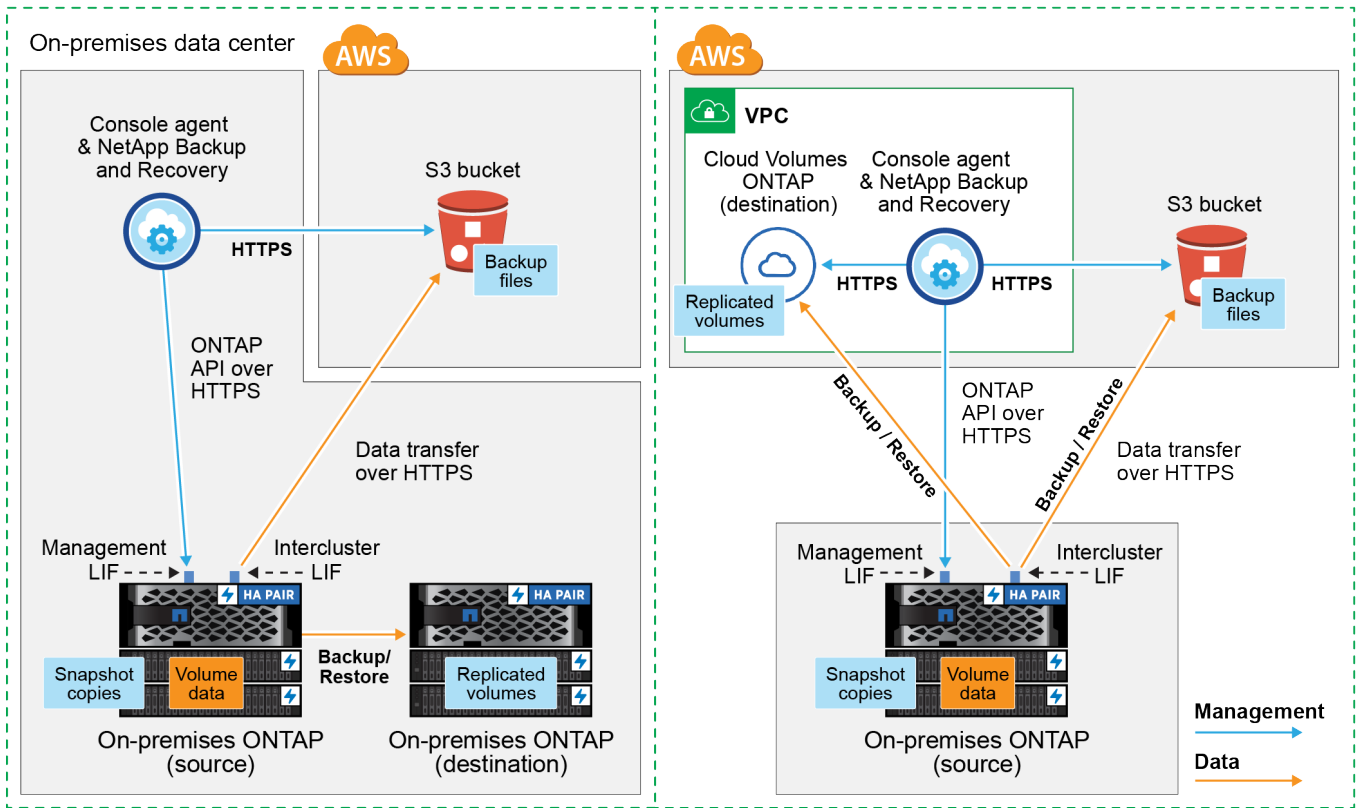 On-premises data center
AWS
Console agent
& NetApp Backup
and Recovery
S3 bucket
HTTPS
Backup
files
ONTAP
API over
HTTPS
Data transfer
over HTTPS
Management
LIF
Intercluster
LIF
HA PAIR
HA PAIR
Snapshot
copies
Volume
data
Backup/
Restore
Replicated
volumes
On-premises ONTAP
(source)
On-premises ONTAP
(destination)
AWS
VPC
Cloud Volumes
ONTAP
(destination)
Console agent
& NetApp Backup
and Recovery
S3 bucket
HTTPS
HTTPS
Replicated
volumes
Backup
files
Backup / Restore
ONTAP
API over
HTTPS
Backup / Restore
Data transfer
over HTTPS
Management
LIF
Intercluster
LIF
HA PAIR
Snapshot
copies
Volume
data
On-premises ONTAP
(source)
Management
Data